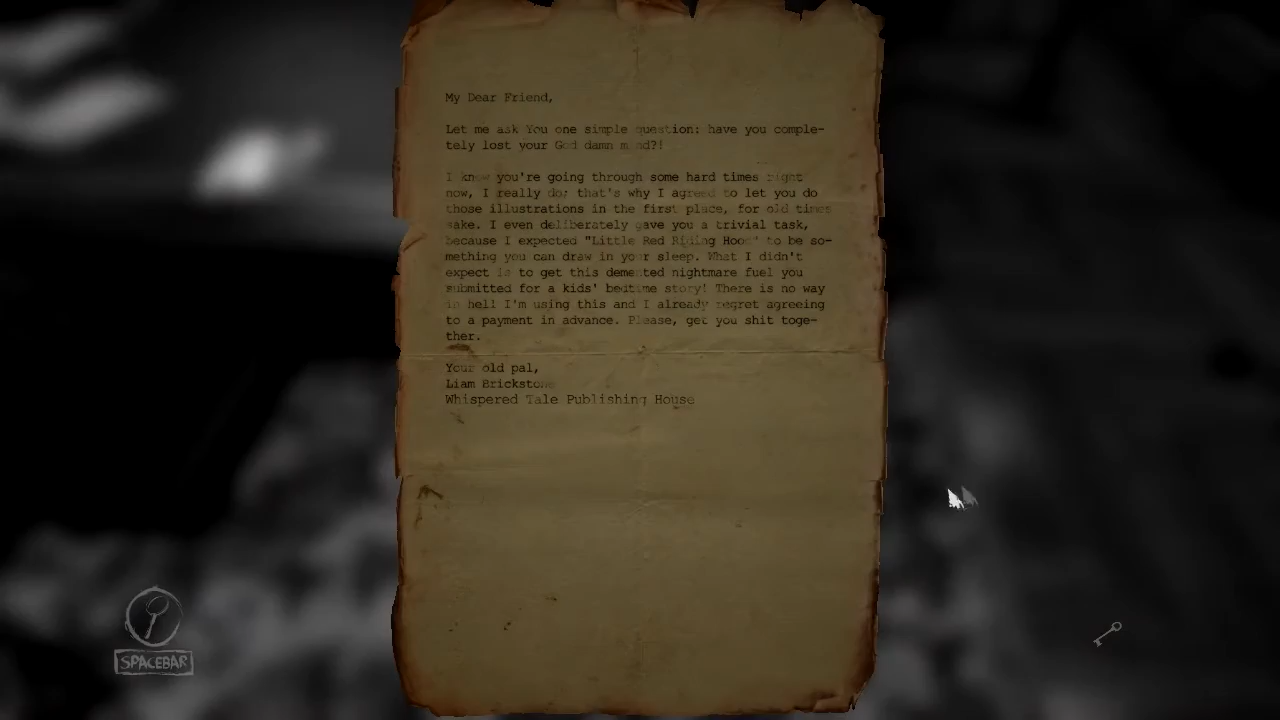 My Dear Friend,
Let me ask You one simple question: have you comple-
tely lost your God damn mind?!
I know you're going through some hard times right
now, I really do; that's why I agreed to let you do
those illustrations in the first place, for old times
sake. I even deliberately gave you a trivial task,
because I expected "Little Red Riding Hood" to be so-
mething you can draw in your sleep. What I didn't
expect is to get this demented nightmare fuel you
submitted for a kids' bedtime story! There is no way
in hell I'm using this and I already regret agreeing
to a payment in advance. Please, get you shit toge-
ther.
Your old pal,
Liam Brickstone
Whispered Tale Publishing House
SPACEBAR